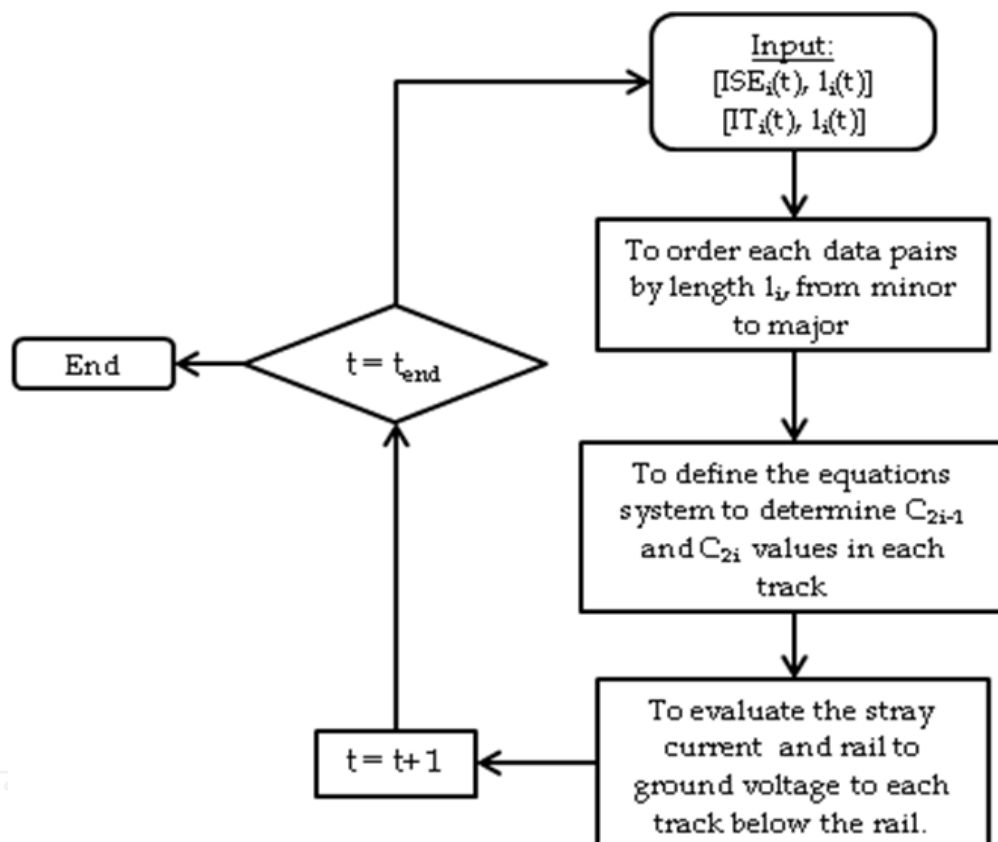 Input:
[ISEᵢ(t), lᵢ(t)]
[ITᵢ(t), lᵢ(t)]
To order each data pairs
by length lᵢ, from minor
to major
To define the equations
system to determine C₂ᵢ₋₁
and C₂ᵢ values in each
track
To evaluate the stray
current and rail to
ground voltage to each
track below the rail.
t = t+1
t = tₑₙd
End